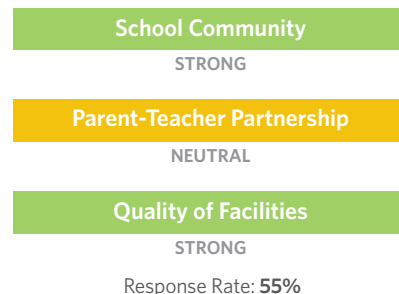 School Community
STRONG
Parent-Teacher Partnership
NEUTRAL
Quality of Facilities
STRONG
Response Rate: 55%